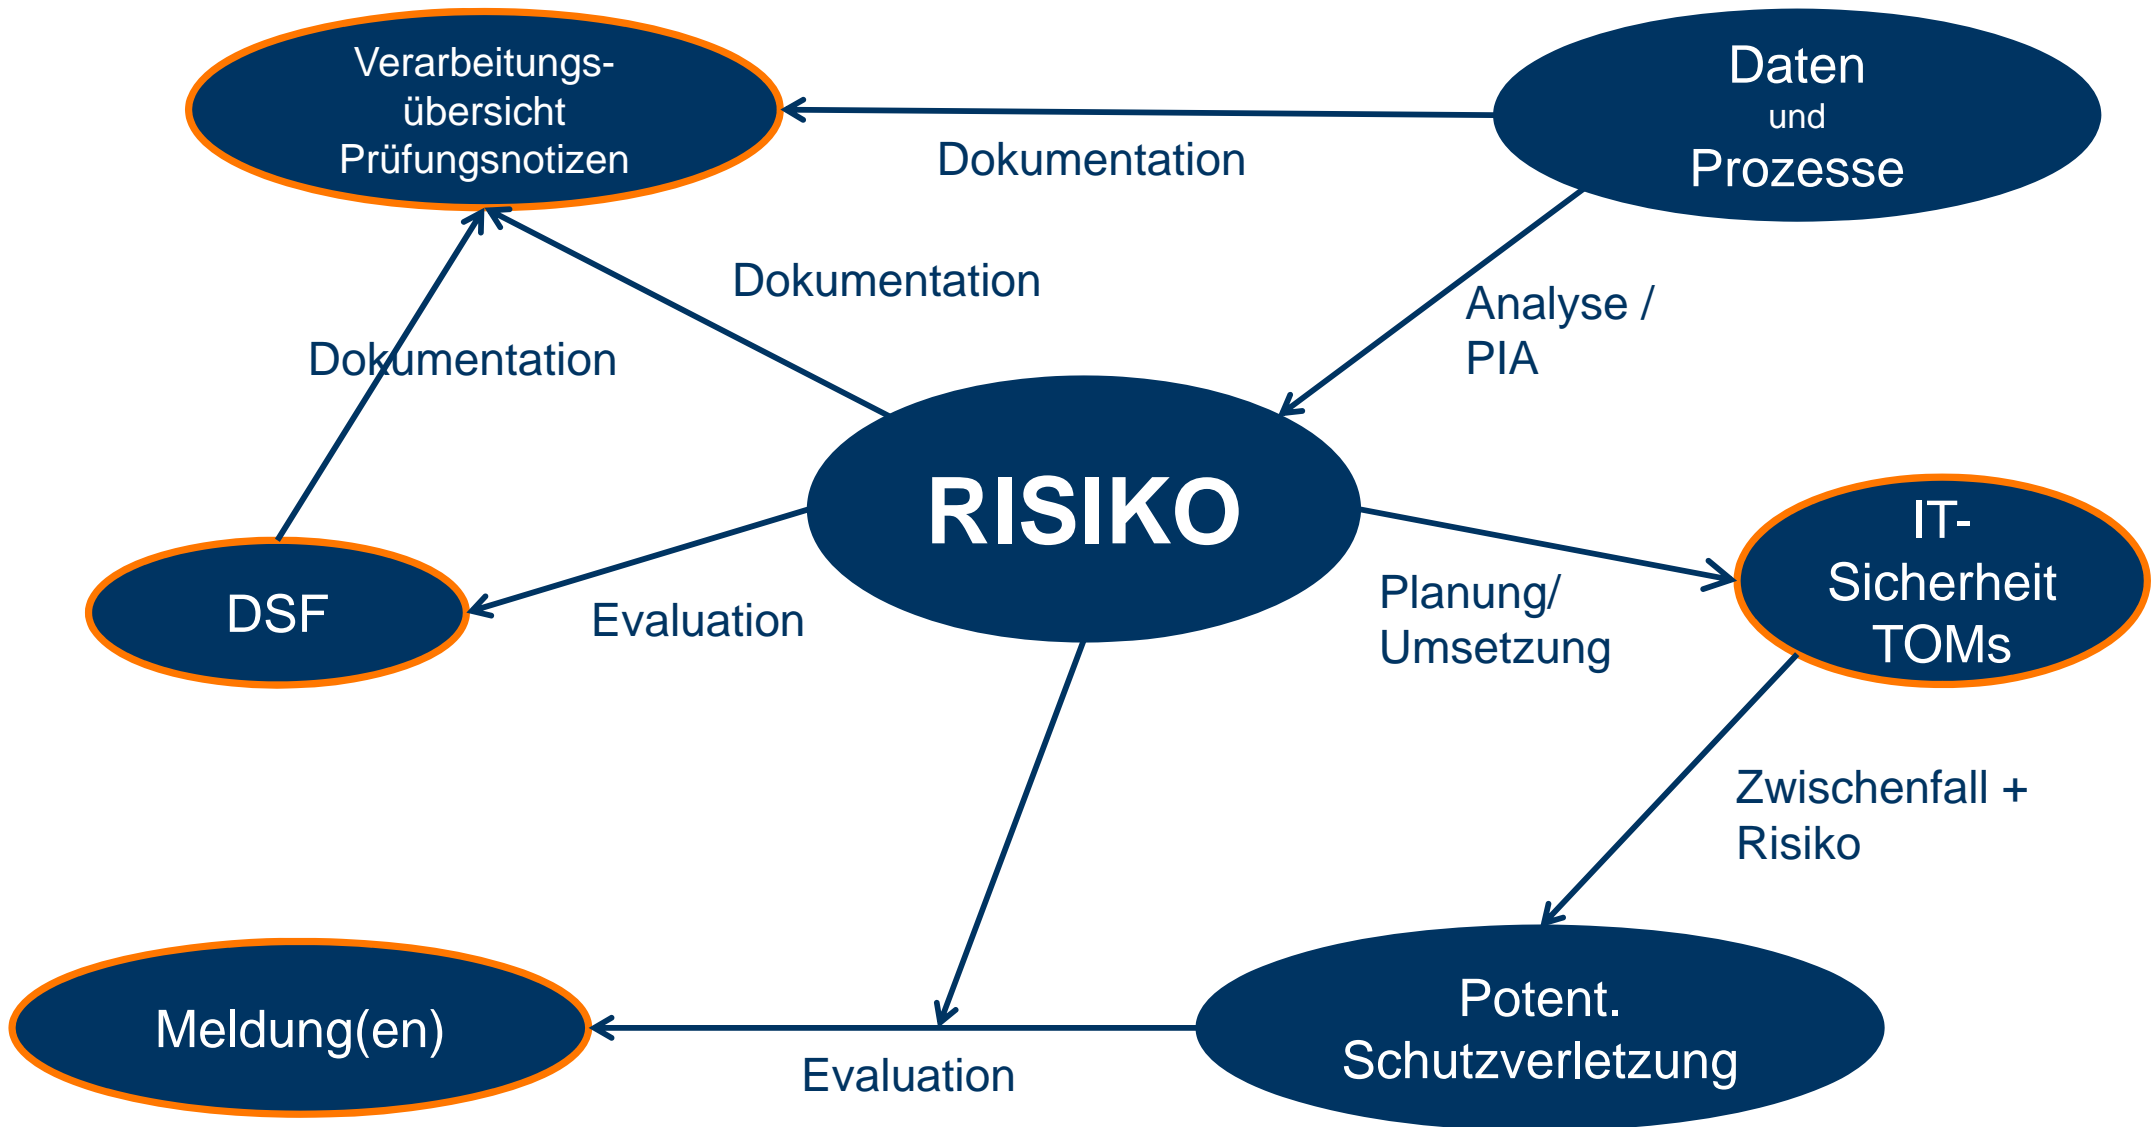 Verarbeitungs-
übersicht
Prüfungsnotizen
Daten
und
Prozesse
Dokumentation
Dokumentation
Analyse /
PIA
Dokumentation
RISIKO
IT-
Sicherheit
TOMs
DSF
Evaluation
Planung/
Umsetzung
Zwischenfall +
Risiko
Meldung(en)
Potent.
Schutzverletzung
Evaluation